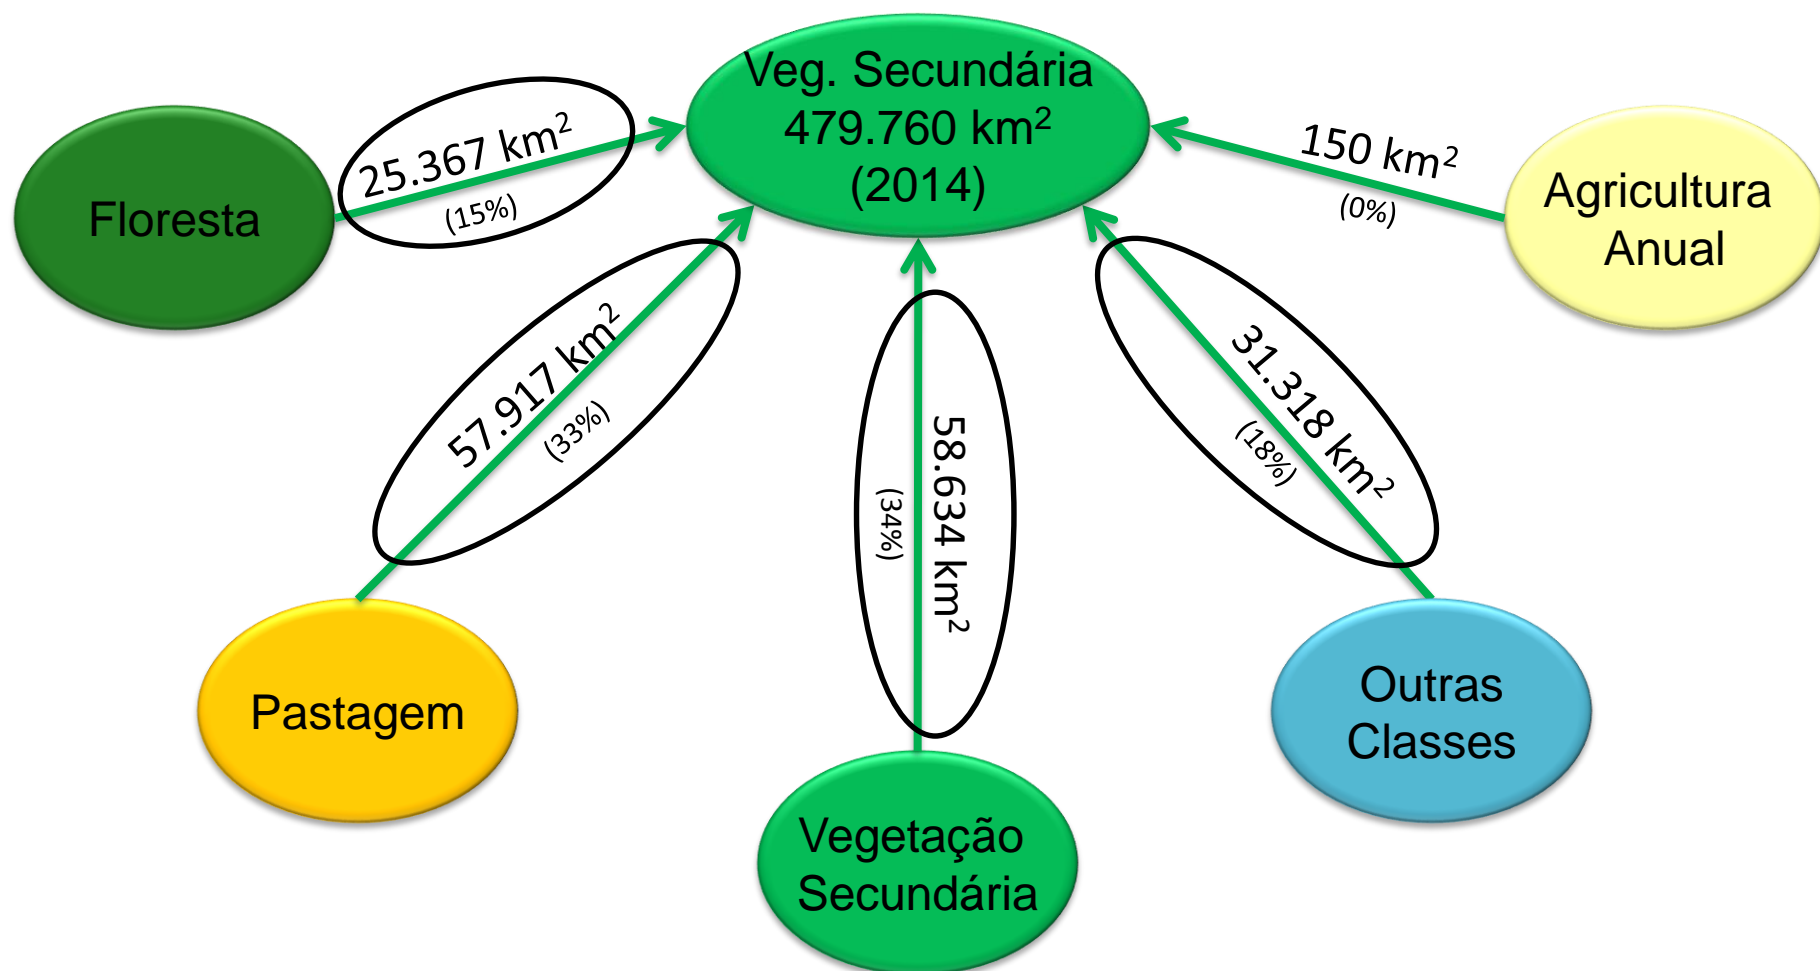 Veg. Secundária
479.760 km²
(2014)
25.367 km²
(15%)
Floresta
150 km²
(0%)
Agricultura
Anual
57.917 km²
(33%)
58.634 km²
(34%)
31.318 km²
(18%)
Pastagem
Outras
Classes
Vegetação
Secundária